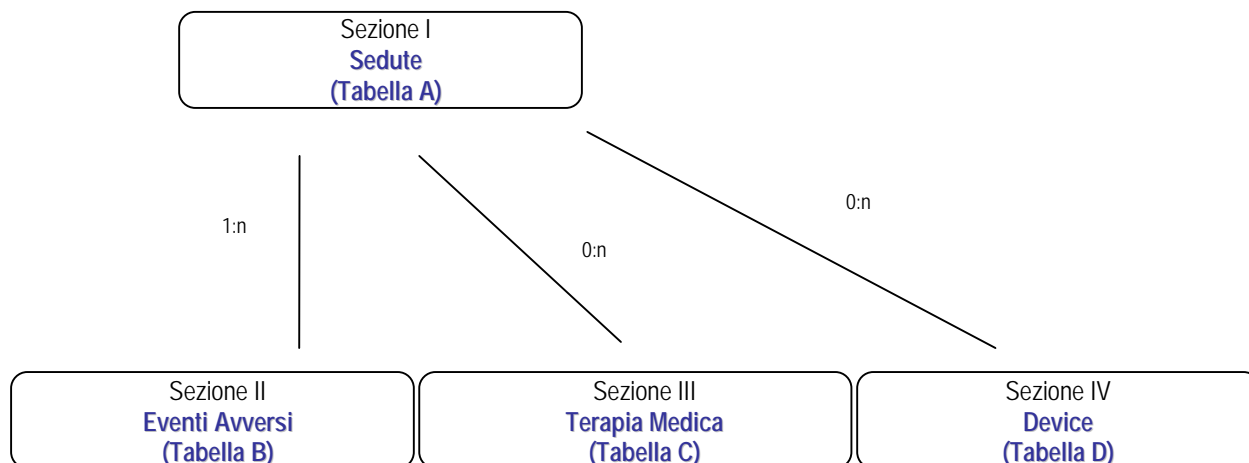 Sezione I
Sedute
(Tabella A)
1:n
0:n
0:n
Sezione II
Eventi Avversi
(Tabella B)
Sezione III
Terapia Medica
(Tabella C)
Sezione IV
Device
(Tabella D)